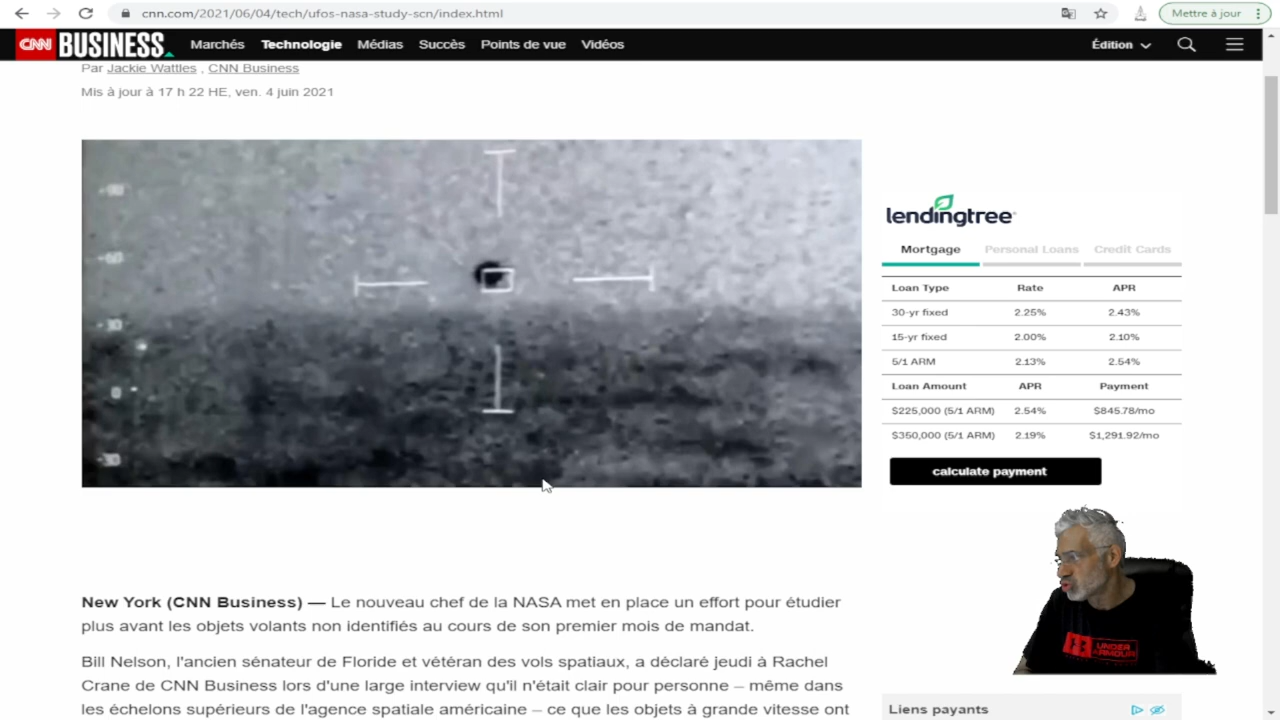 cnn.com/2021/06/04/tech/ufos-nasa-study-scn/index.html
Mettre à jour
CNN BUSINESS Marchés Technologie Médias Succès Points de vue Vidéos Édition
Par Jackie Wattles , CNN Business
Mis à jour à 17 h 22 HE, ven. 4 juin 2021
lendingtree
Mortgage Personal Loans Credit Cards
Loan Type Rate APR
30-yr fixed 2.25% 2.43%
15-yr fixed 2.00% 2.10%
5/1 ARM 2.13% 2.54%
Loan Amount APR Payment
$225,000 (5/1 ARM) 2.54% $845.78/mo
$350,000 (5/1 ARM) 2.19% $1,291.92/mo
calculate payment
0
UNDER
ARMOUR
New York (CNN Business) — Le nouveau chef de la NASA met en place un effort pour étudier
plus avant les objets volants non identifiés au cours de son premier mois de mandat.
Bill Nelson, l'ancien sénateur de Floride et vétéran des vols spatiaux, a déclaré jeudi à Rachel
Crane de CNN Business lors d'une large interview qu'il n'était clair pour personne – même dans
les échelons supérieurs de l'agence spatiale américaine – ce que les objets à grande vitesse ont
Liens payants